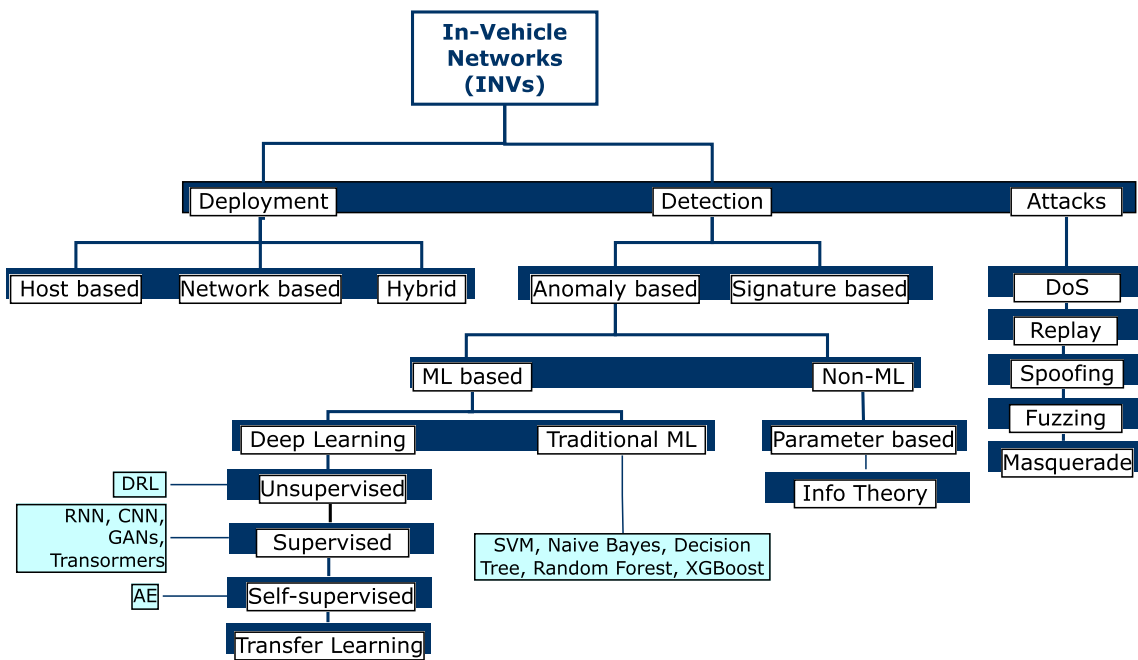 In-Vehicle
Networks
(INVs)
Deployment
Detection
Attacks
Host based
Network based
Hybrid
Anomaly based
Signature based
DoS
Replay
Spoofing
Fuzzing
Masquerade
ML based
Non-ML
Deep Learning
Traditional ML
Parameter based
Info Theory
DRL
Unsupervised
RNN, CNN,
GANs,
Transormers
Supervised
AE
Self-supervised
Transfer Learning
SVM, Naive Bayes, Decision
Tree, Random Forest, XGBoost